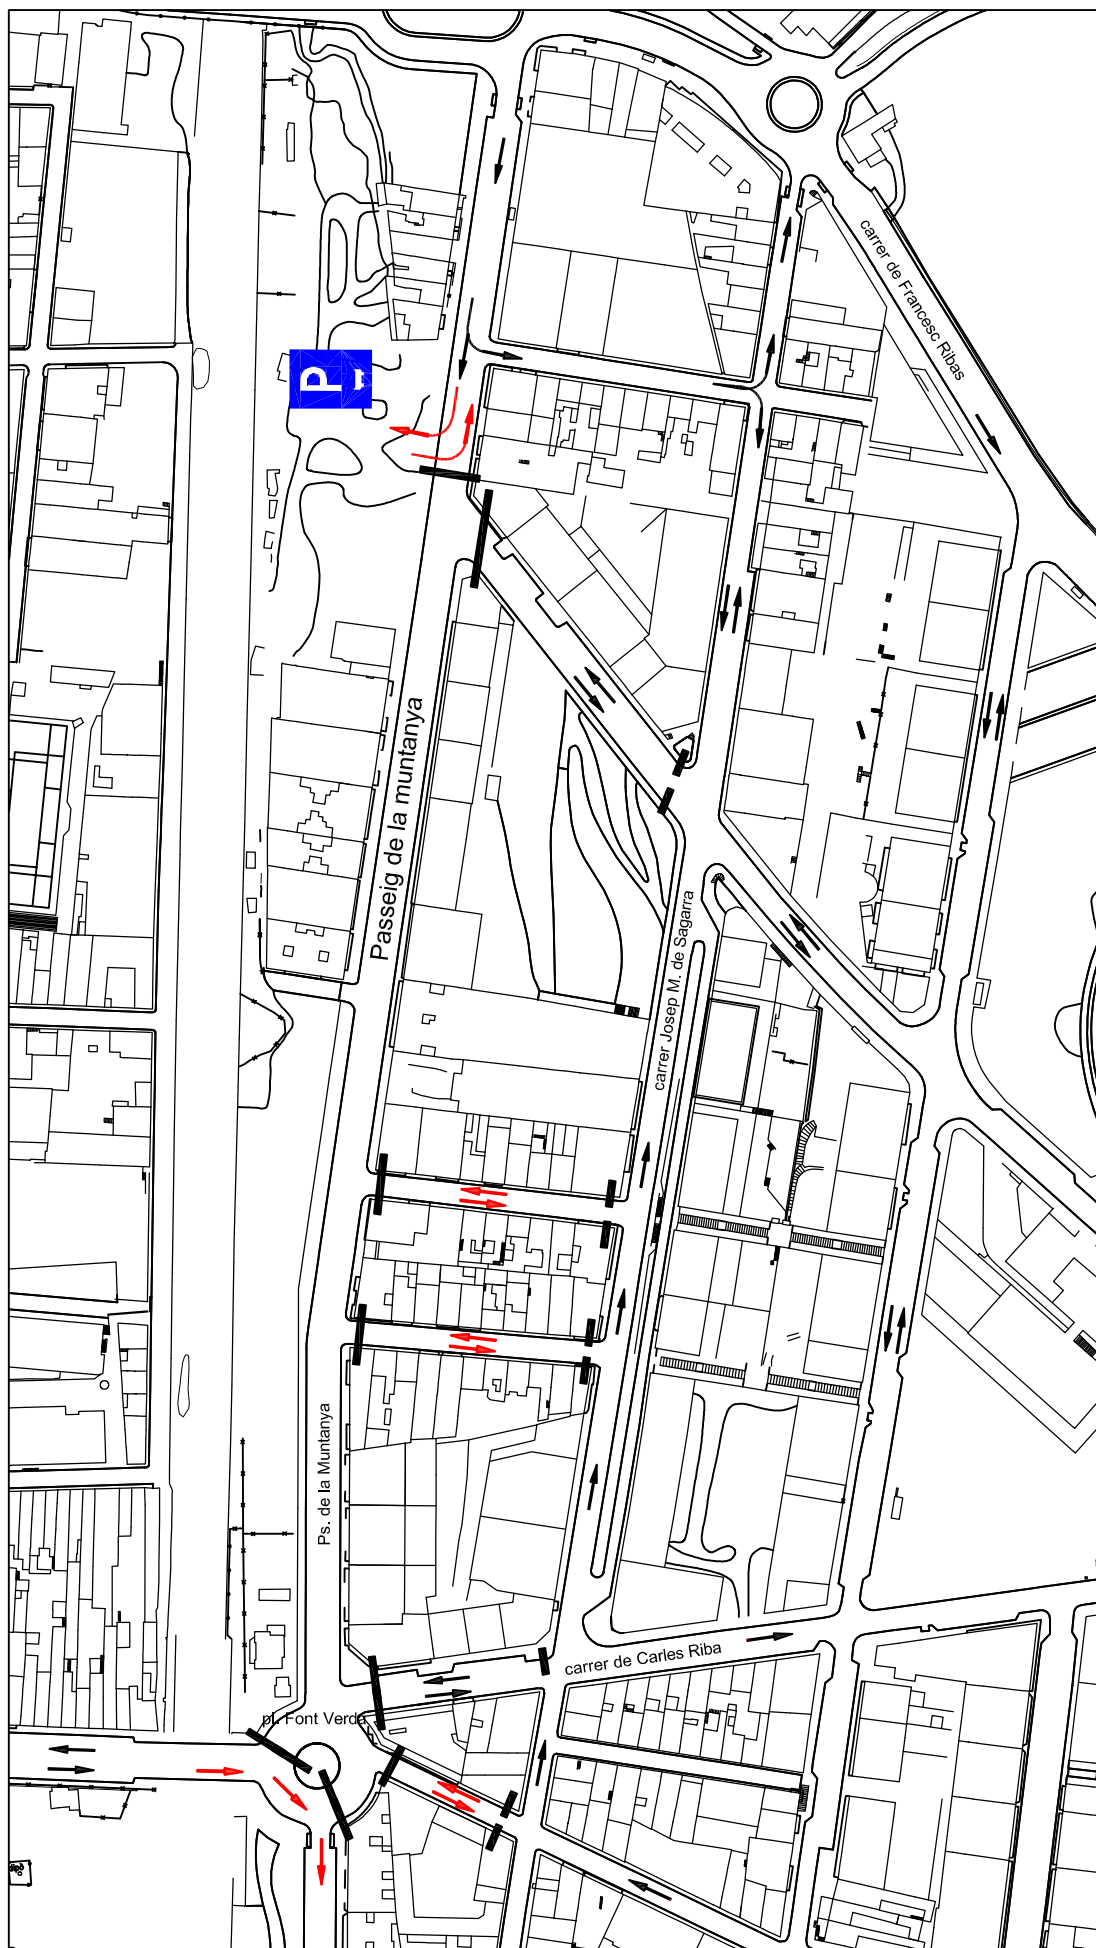 carrer de Francesc Ribas
P
Passeig de la muntanya
carrer Josep M. de Sagarra
Ps. de la Muntanya
carrer de Carles Riba
pl. Font Verda